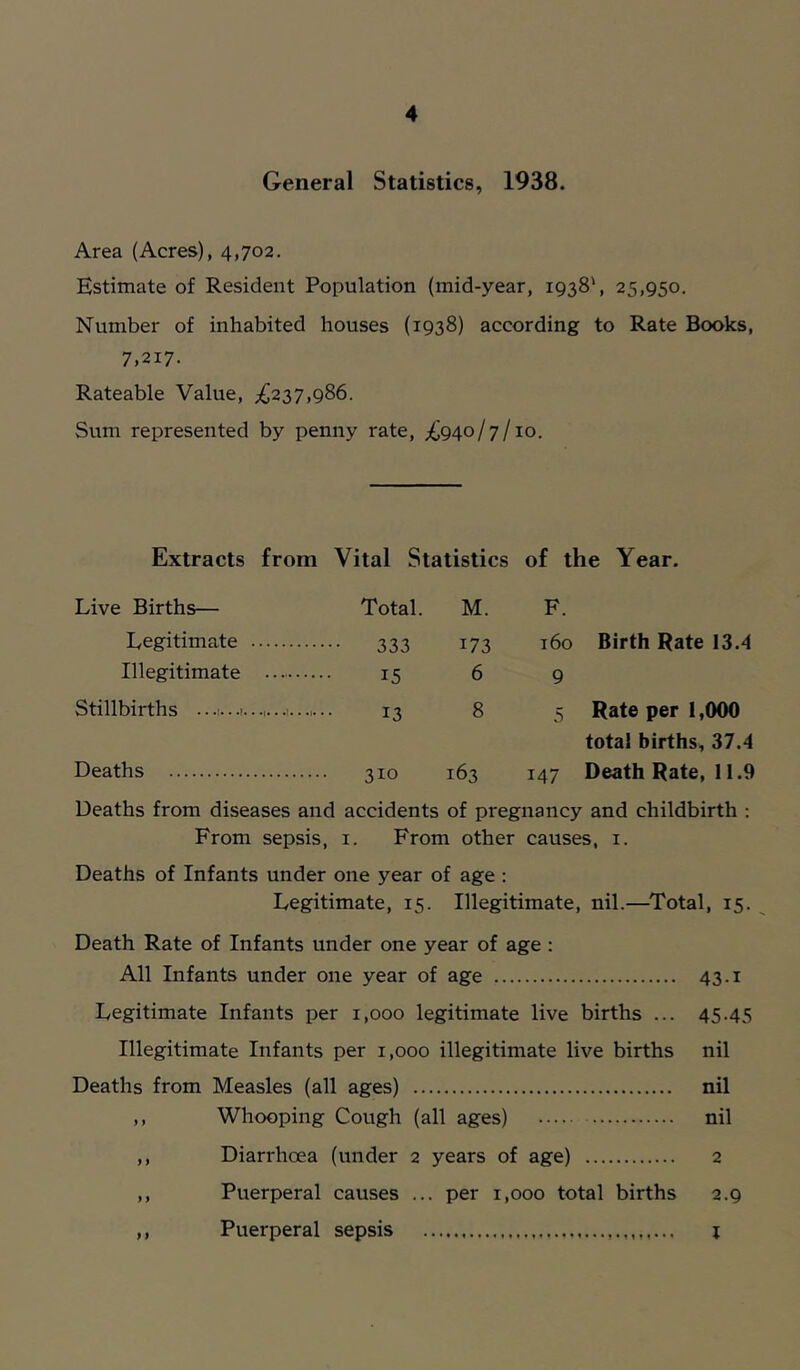 4
General Statistics, 1938.
Area (Acres), 4,702.
Estimate of Resident Population (mid-year, 1938', 25,950.
Number of inhabited houses (1938) according to Rate Books,
7,217.
Rateable Value, £237,986.
Sum represented by penny rate, £940/7/10.
Extracts from Vital Statistics of the Year.
Live Births— Total. M. F.
Legitimate ............ 333 173 160 Birth Rate 13.4
Illegitimate .......... 15 6 9
Stillbirths .................. 13 8 5 Rate per 1,000
total births, 37.4
Deaths ...................... 310 163 147 Death Rate, 11.9
Deaths from diseases and accidents of pregnancy and childbirth :
From sepsis, 1. From other causes, 1.
Deaths of Infants under one year of age :
Legitimate, 15. Illegitimate, nil.—Total, 15.
Death Rate of Infants under one year of age :
All Infants under one year of age ......................... 43.1
Legitimate Infants per 1,000 legitimate live births ... 45.45
Illegitimate Infants per 1,000 illegitimate live births nil
Deaths from Measles (all ages) ................................... nil
,, Whooping Cough (all ages) ..... ............ nil
,, Diarrhœa (under 2 years of age) ............ 2
,, Puerperal causes ... per 1,000 total births 2.9
,, Puerperal sepsis .................................. 1